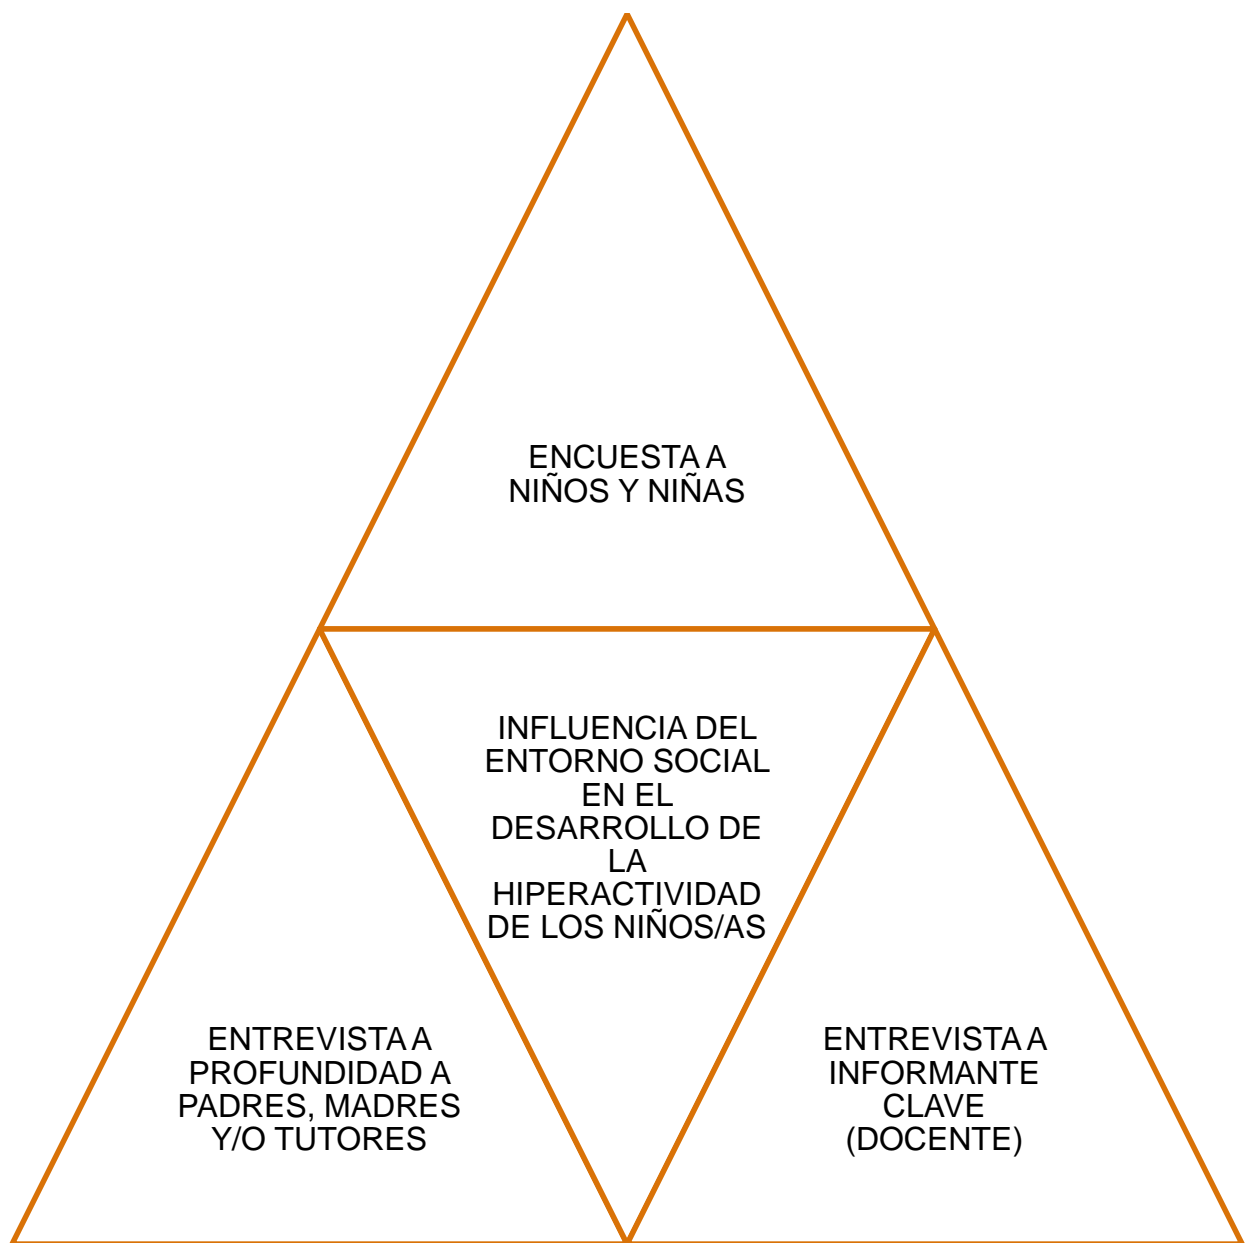 ENCUESTA A
NIÑOS Y NIÑAS
INFLUENCIA DEL
ENTORNO SOCIAL
EN EL
DESARROLLO DE
LA
HIPERACTIVIDAD
DE LOS NIÑOS/AS
ENTREVISTA A
PROFUNDIDAD A
PADRES, MADRES
Y/O TUTORES
ENTREVISTA A
INFORMANTE
CLAVE
(DOCENTE)